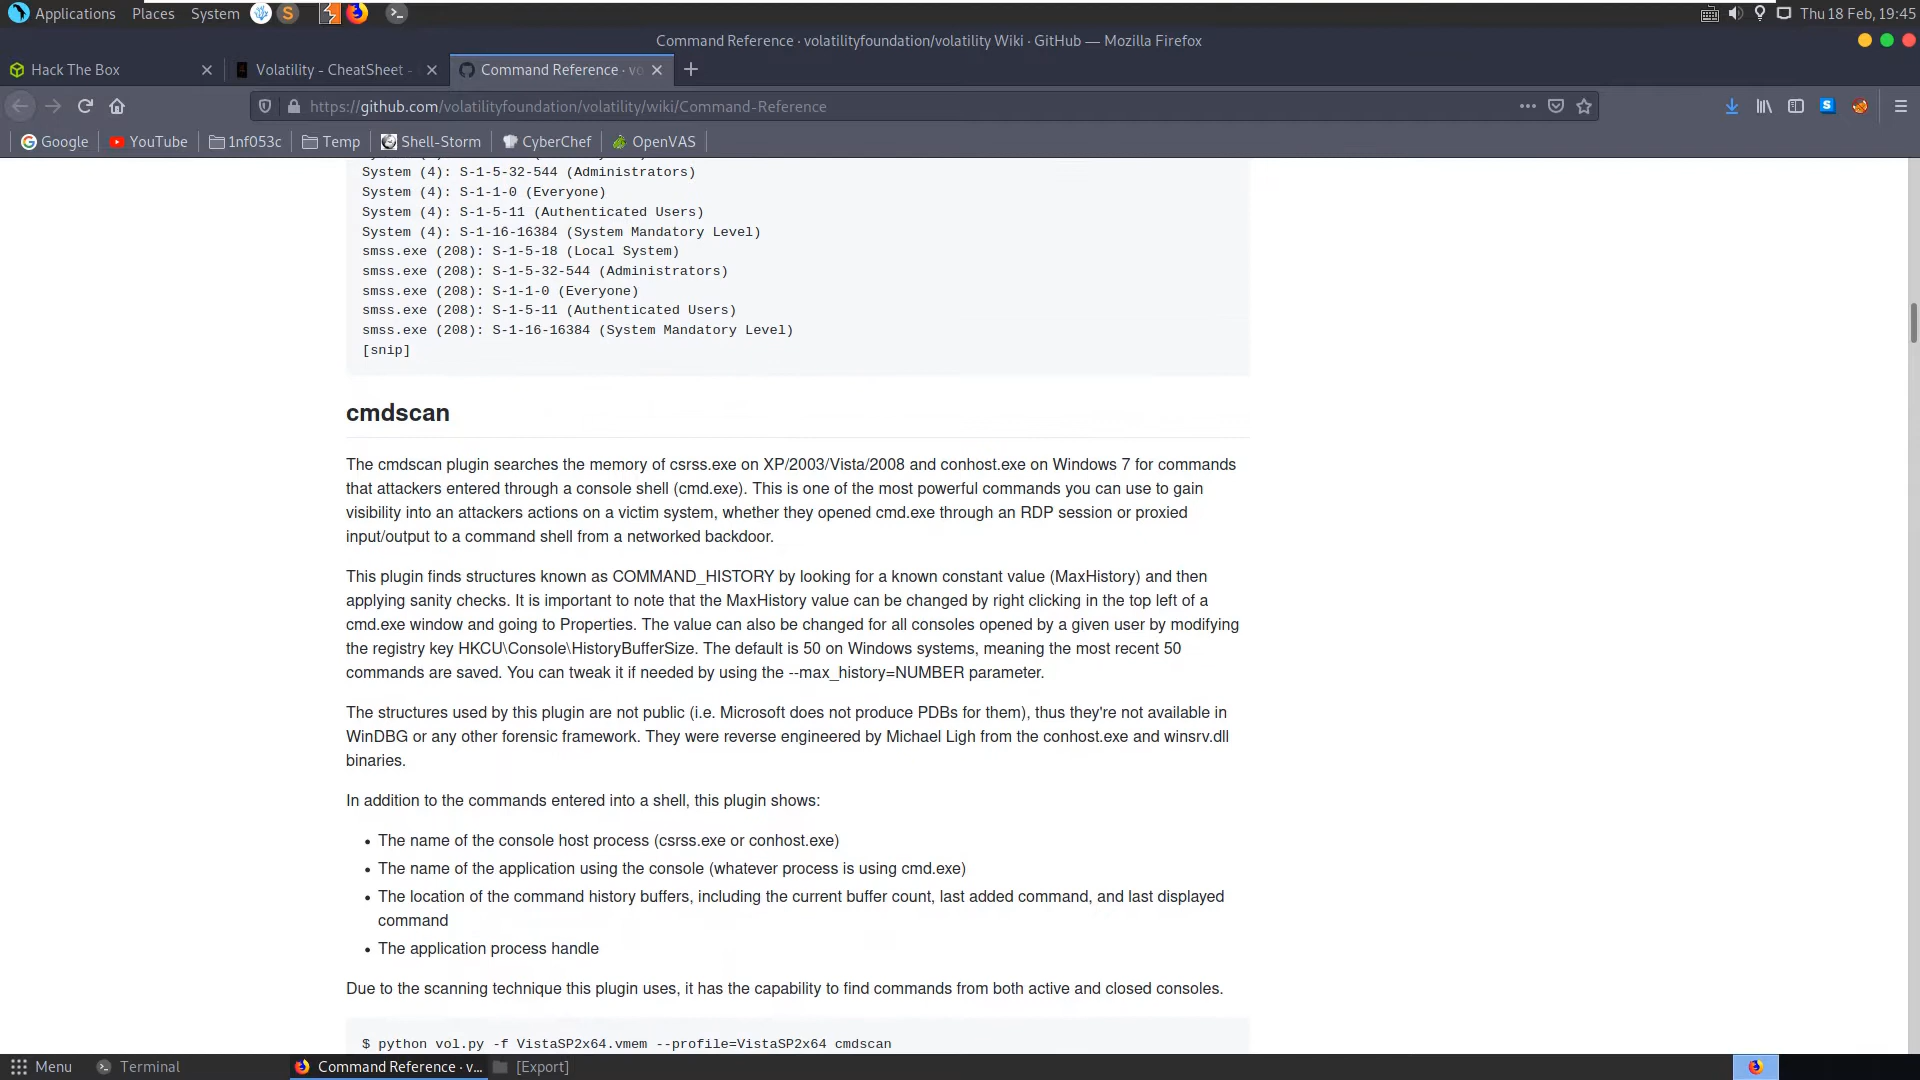 Applications Places System S Thu 18 Feb, 19:45
Command Reference · volatilityfoundation/volatility Wiki · GitHub — Mozilla Firefox
Hack The Box Volatility - CheatSheet - Command Reference · vo
https://github.com/volatilityfoundation/volatility/wiki/Command-Reference S
Google YouTube 1nf053c Temp Shell-Storm CyberChef OpenVAS
System (4): S-1-5-32-544 (Administrators)
System (4): S-1-1-0 (Everyone)
System (4): S-1-5-11 (Authenticated Users)
System (4): S-1-16-16384 (System Mandatory Level)
smss.exe (208): S-1-5-18 (Local System)
smss.exe (208): S-1-5-32-544 (Administrators)
smss.exe (208): S-1-1-0 (Everyone)
smss.exe (208): S-1-5-11 (Authenticated Users)
smss.exe (208): S-1-16-16384 (System Mandatory Level)
[snip]
cmdscan
The cmdscan plugin searches the memory of csrss.exe on XP/2003/Vista/2008 and conhost.exe on Windows 7 for commands
that attackers entered through a console shell (cmd.exe). This is one of the most powerful commands you can use to gain
visibility into an attackers actions on a victim system, whether they opened cmd.exe through an RDP session or proxied
input/output to a command shell from a networked backdoor.
This plugin finds structures known as COMMAND_HISTORY by looking for a known constant value (MaxHistory) and then
applying sanity checks. It is important to note that the MaxHistory value can be changed by right clicking in the top left of a
cmd.exe window and going to Properties. The value can also be changed for all consoles opened by a given user by modifying
the registry key HKCU\Console\HistoryBufferSize. The default is 50 on Windows systems, meaning the most recent 50
commands are saved. You can tweak it if needed by using the --max_history=NUMBER parameter.
The structures used by this plugin are not public (i.e. Microsoft does not produce PDBs for them), thus they're not available in
WinDBG or any other forensic framework. They were reverse engineered by Michael Ligh from the conhost.exe and winsrv.dll
binaries.
In addition to the commands entered into a shell, this plugin shows:
• The name of the console host process (csrss.exe or conhost.exe)
• The name of the application using the console (whatever process is using cmd.exe)
• The location of the command history buffers, including the current buffer count, last added command, and last displayed
command
• The application process handle
Due to the scanning technique this plugin uses, it has the capability to find commands from both active and closed consoles.
$ python vol.py -f VistaSP2x64.vmem --profile=VistaSP2x64 cmdscan
Menu Terminal Command Reference · v... [Export]